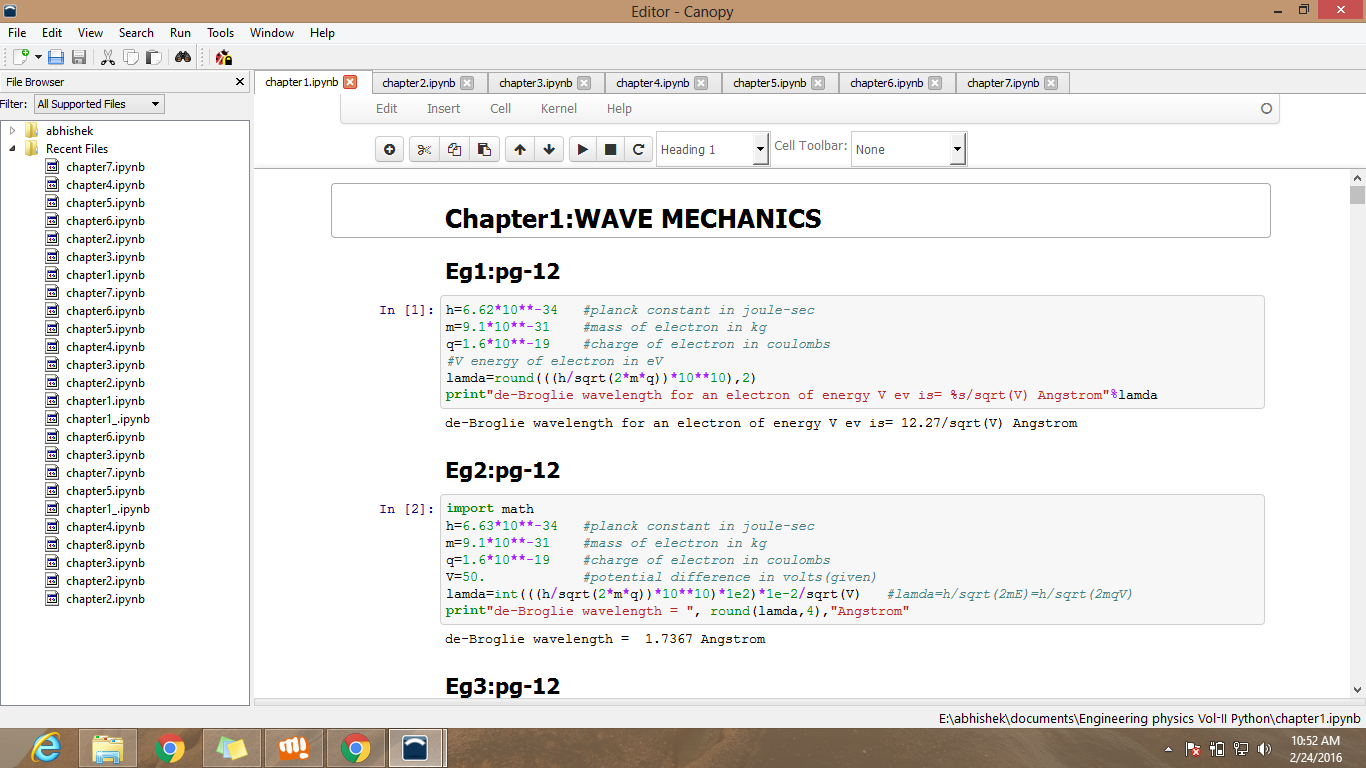 Editor - Canopy
File Edit View Search Run Tools Window Help
File Browser
Filter: All Supported Files
abhishek
Recent Files
chapter7.ipynb
chapter4.ipynb
chapter5.ipynb
chapter6.ipynb
chapter2.ipynb
chapter3.ipynb
chapter1.ipynb
chapter7.ipynb
chapter6.ipynb
chapter5.ipynb
chapter4.ipynb
chapter3.ipynb
chapter2.ipynb
chapter1.ipynb
chapter1_.ipynb
chapter6.ipynb
chapter3.ipynb
chapter7.ipynb
chapter5.ipynb
chapter1_.ipynb
chapter4.ipynb
chapter8.ipynb
chapter3.ipynb
chapter2.ipynb
chapter2.ipynb
chapter1.ipynb chapter2.ipynb chapter3.ipynb chapter4.ipynb chapter5.ipynb chapter6.ipynb chapter7.ipynb
Edit Insert Cell Kernel Help
Heading 1 Cell Toolbar: None
Chapter1:WAVE MECHANICS
Eg1:pg-12
In [1]: h=6.62*10**-34 #planck constant in joule-sec
m=9.1*10**-31 #mass of electron in kg
q=1.6*10**-19 #charge of electron in coulombs
#V energy of electron in eV
lamda=round(((h/sqrt(2*m*q))*10**10),2)
print"de-Broglie wavelength for an electron of energy V ev is= %s/sqrt(V) Angstrom"%lamda
de-Broglie wavelength for an electron of energy V ev is= 12.27/sqrt(V) Angstrom
Eg2:pg-12
In [2]: import math
h=6.63*10**-34 #planck constant in joule-sec
m=9.1*10**-31 #mass of electron in kg
q=1.6*10**-19 #charge of electron in coulombs
V=50. #potential difference in volts(given)
lamda=int(((h/sqrt(2*m*q))*10**10)*1e2)*1e-2/sqrt(V) #lamda=h/sqrt(2mE)=h/sqrt(2mqV)
print"de-Broglie wavelength = ", round(lamda,4),"Angstrom"
de-Broglie wavelength =  1.7367 Angstrom
Eg3:pg-12
E:\abhishek\documents\Engineering physics Vol-II Python\chapter1.ipynb
10:52 AM
2/24/2016